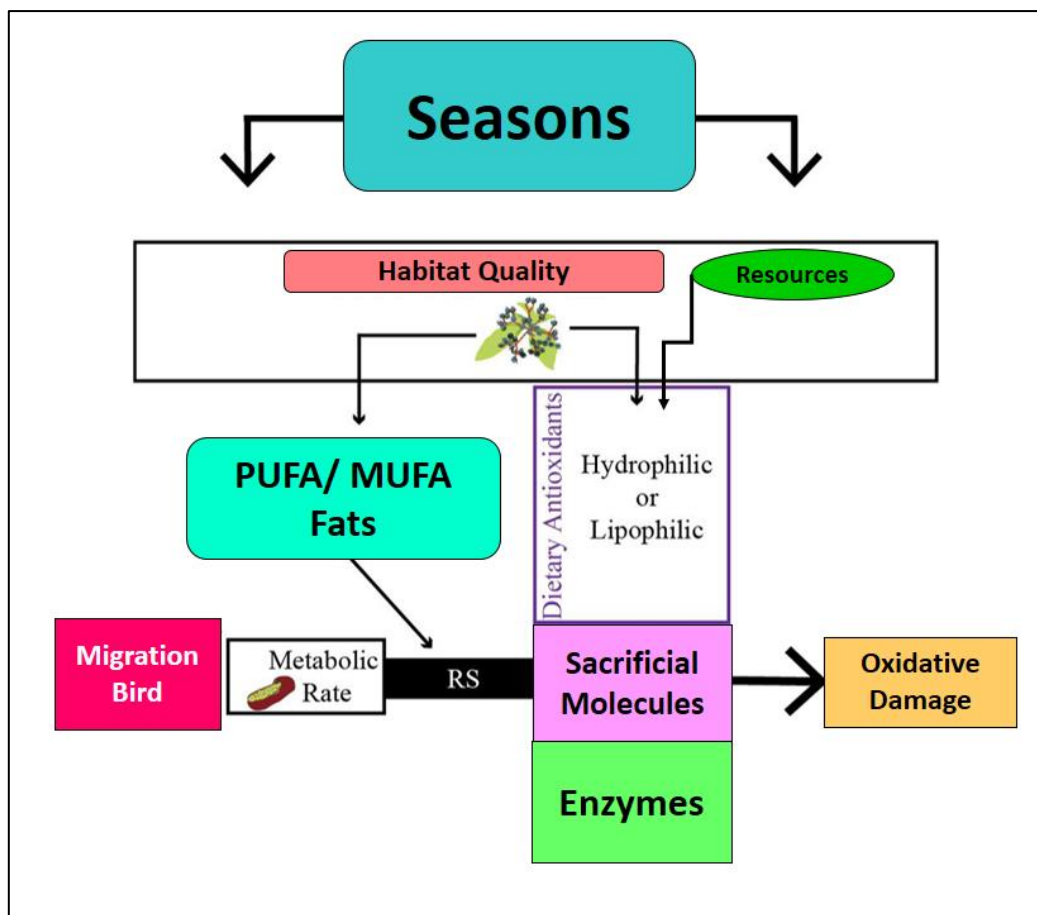 Seasons
Habitat Quality
Resources
PUFA/ MUFA
Fats
Dietary Antioxidants
Hydrophilic
or
Lipophilic
Migration
Bird
Metabolic
Rate
RS
Sacrificial
Molecules
Oxidative
Damage
Enzymes